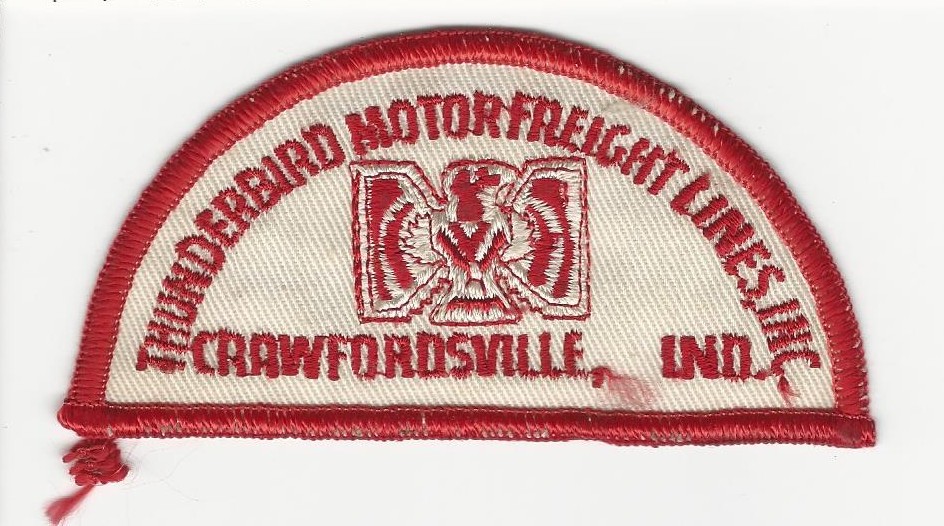 THUNDERBIRD MOTOR FREIGHT LINES, INC.
CRAWFORDSVILLE, IND.